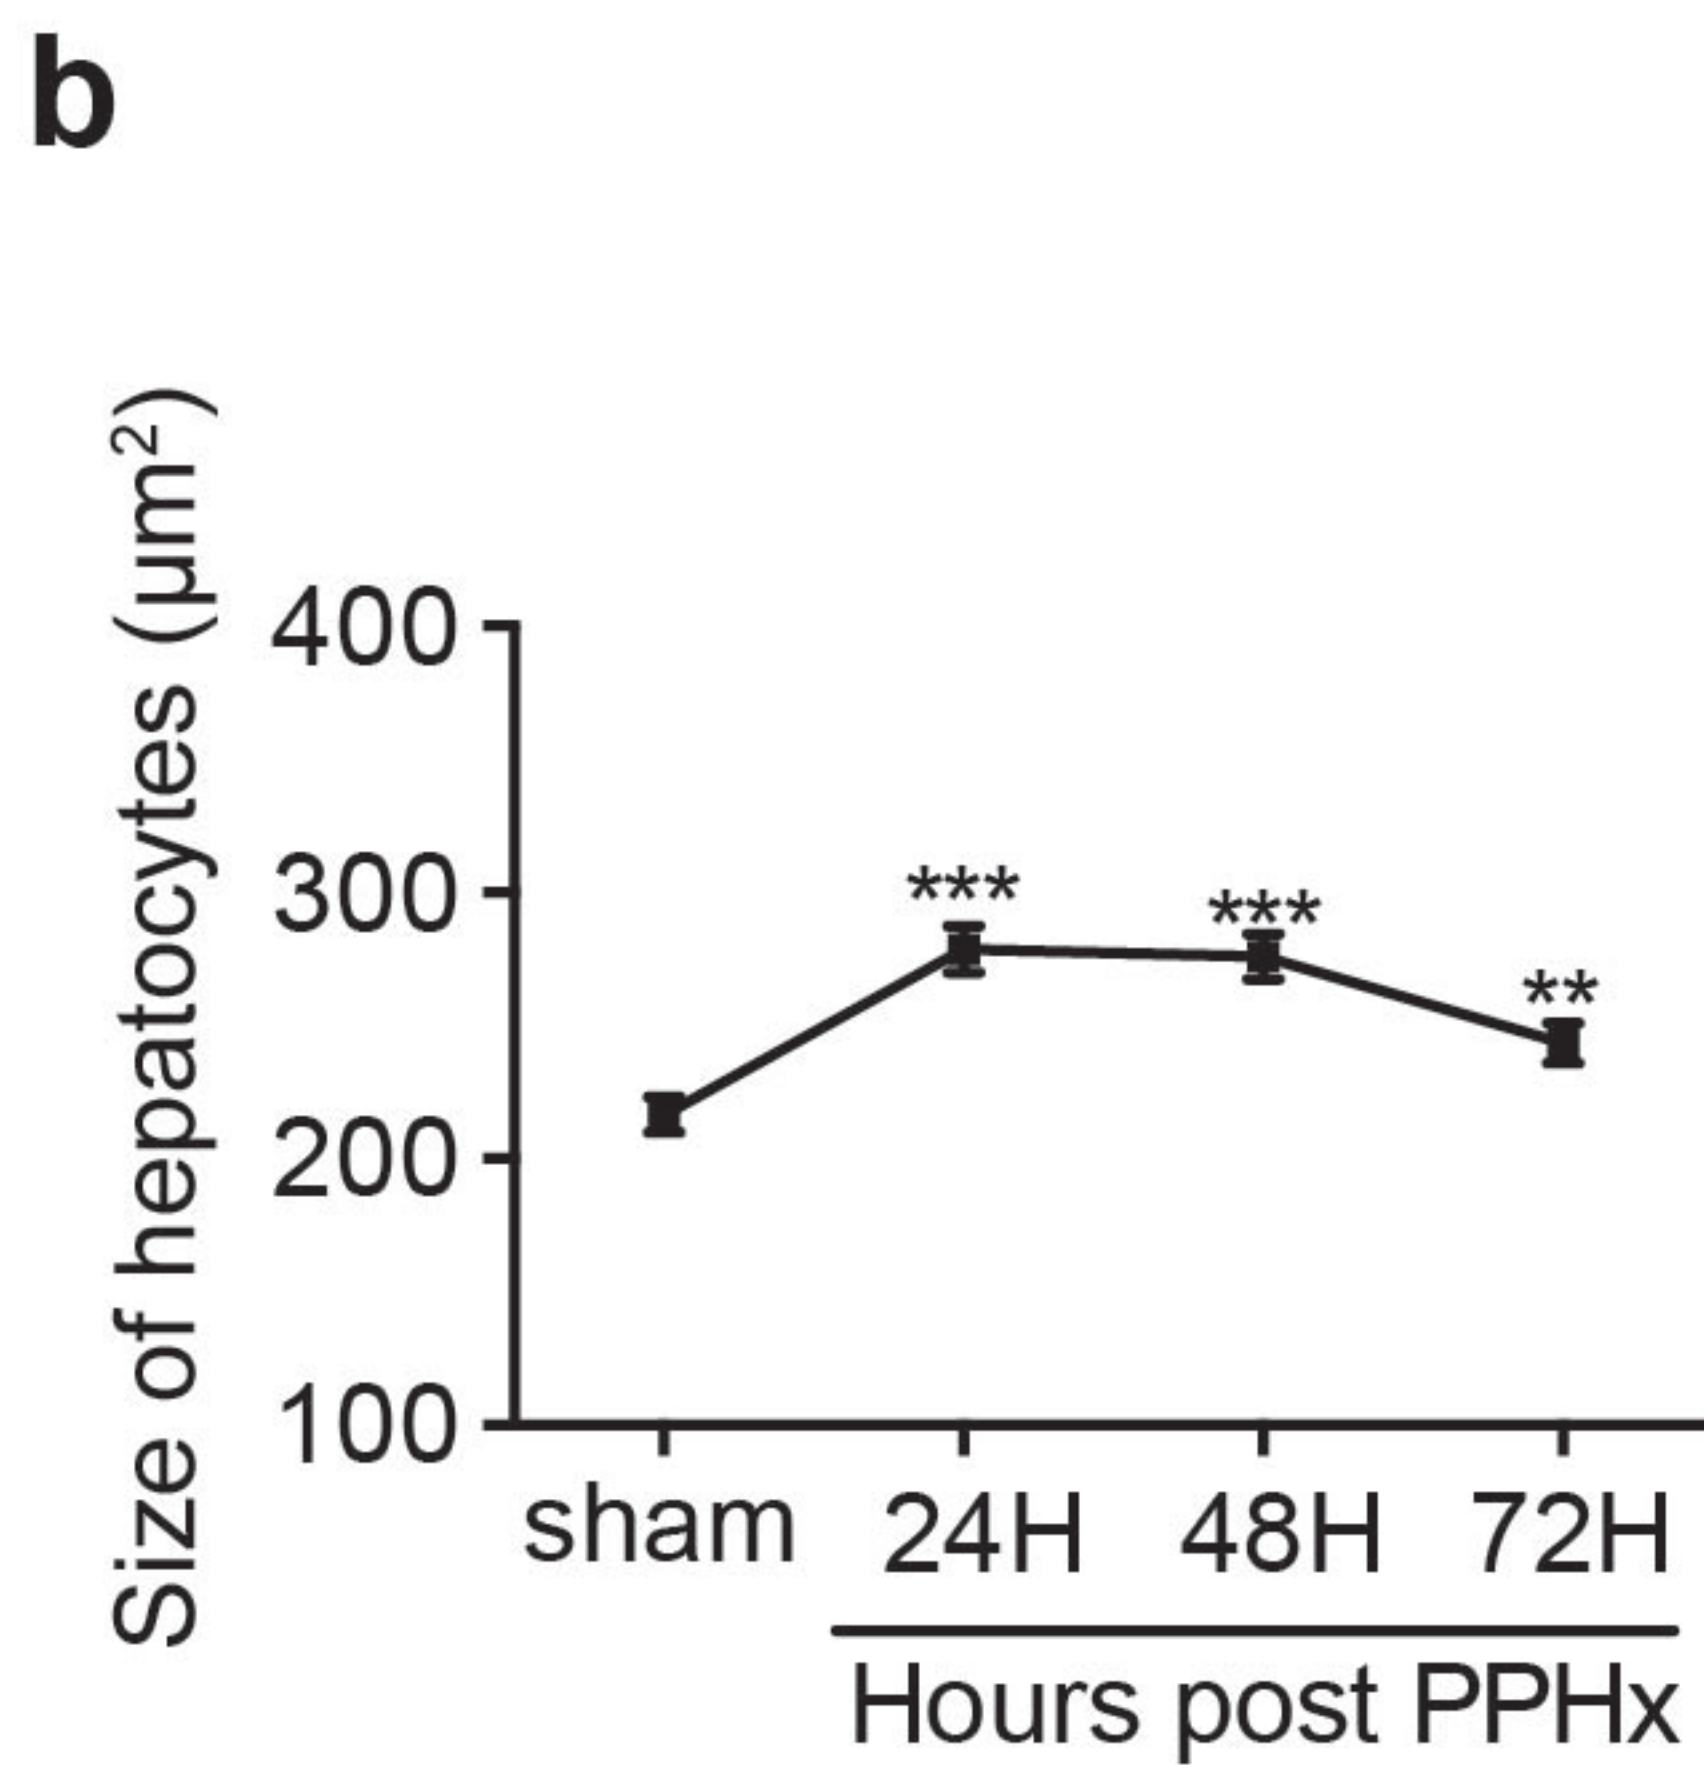 b
Size of hepatocytes (µm²)
400
300
200
100
***
***
**
sham 24H 48H 72H
Hours post PPHx